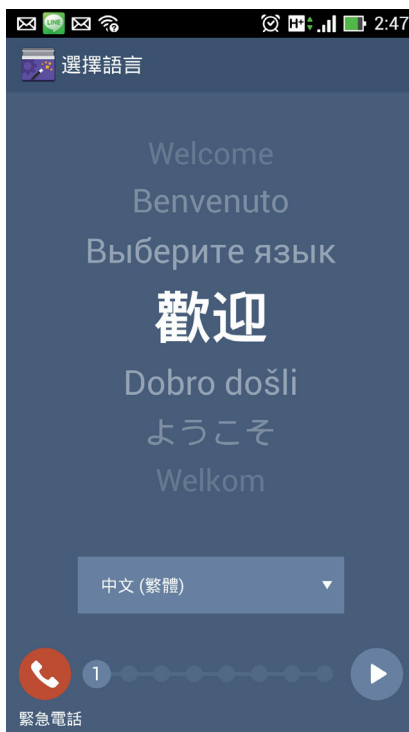 LINE H+ 2:47
選擇語言
Welcome
Benvenuto
Выберите язык
歡迎
Dobro došli
ようこそ
Welkom
中文 (繁體)
1
緊急電話